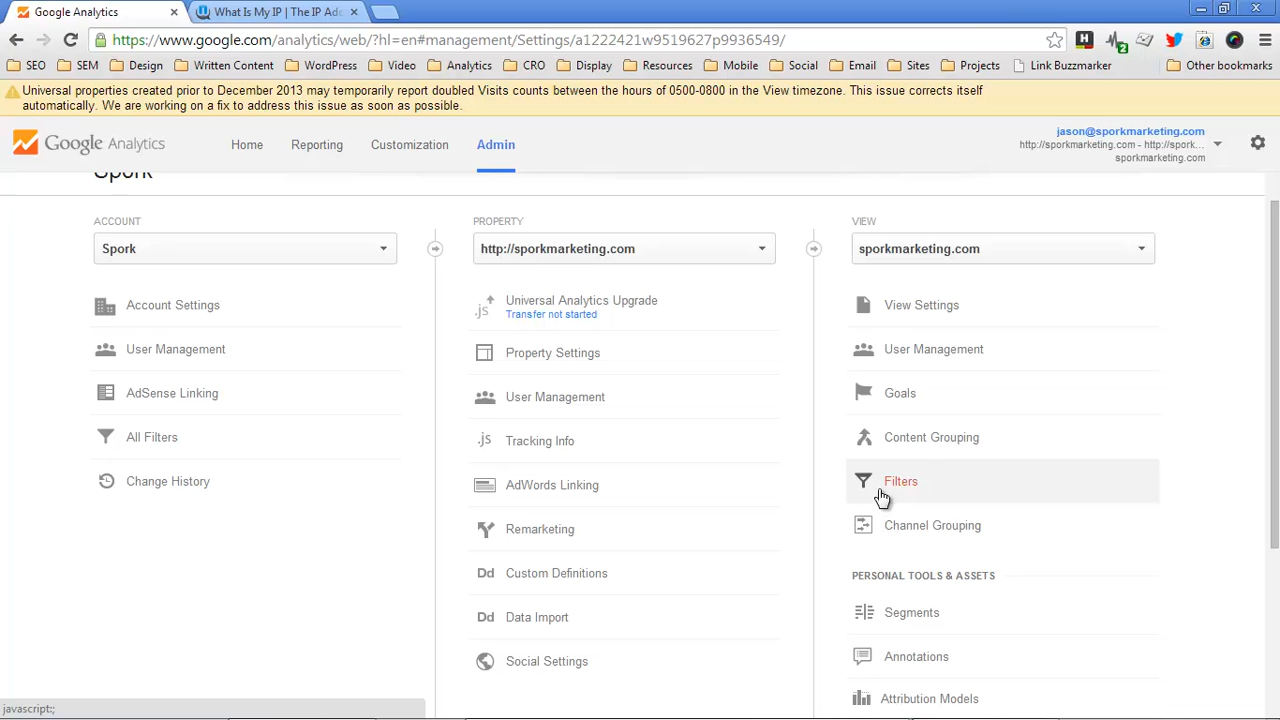 Google Analytics
What Is My IP | The IP Adc
https://www.google.com/analytics/web/?hl=en#management/Settings/a1222421w9519627p9936549/
SEO SEM Design Written Content WordPress Video Analytics CRO Display Resources Mobile Social Email Sites Projects Link Buzzmarker Other bookmarks
Universal properties created prior to December 2013 may temporarily report doubled Visits counts between the hours of 0500-0800 in the View timezone. This issue corrects itself
automatically. We are working on a fix to address this issue as soon as possible.
Google Analytics
Home Reporting Customization Admin
jason@sporkmarketing.com
http://sporkmarketing.com - http://spork...
sporkmarketing.com
Spork
ACCOUNT
Spork
Account Settings
User Management
AdSense Linking
All Filters
Change History
PROPERTY
http://sporkmarketing.com
.js Universal Analytics Upgrade
Transfer not started
Property Settings
User Management
.js Tracking Info
AdWords Linking
Remarketing
Dd Custom Definitions
Dd Data Import
Social Settings
VIEW
sporkmarketing.com
View Settings
User Management
Goals
Content Grouping
Filters
Channel Grouping
PERSONAL TOOLS & ASSETS
Segments
Annotations
Attribution Models
javascript:;
2
H